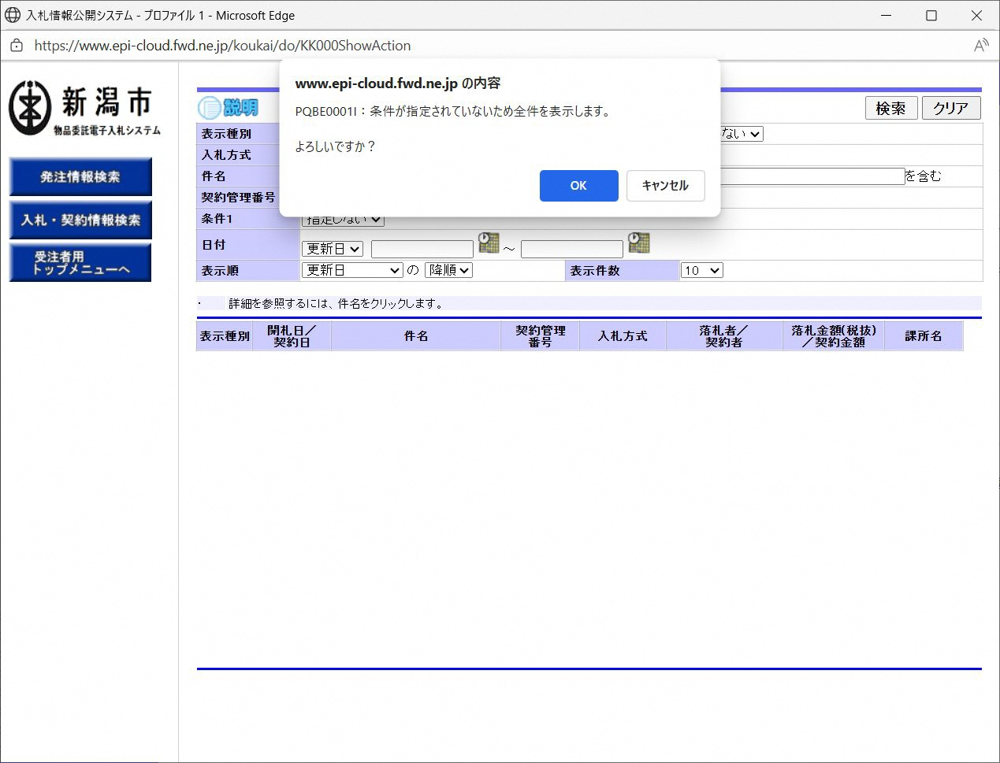 入札情報公開システム - プロファイル 1 - Microsoft Edge
https://www.epi-cloud.fwd.ne.jp/koukai/do/KK000ShowAction
www.epi-cloud.fwd.ne.jp の内容
PQBE0001I：条件が指定されていないため全件を表示します。
よろしいですか？
OK キャンセル
新潟市
物品委託電子入札システム
発注情報検索
入札・契約情報検索
受注者用
トップメニューへ
説明
検索 クリア
表示種別 ない
入札方式
件名 を含む
契約管理番号
条件1 指定しない
日付 更新日 ～
表示順 更新日 の 降順 表示件数 10
・ 詳細を参照するには、件名をクリックします。
表示種別 開札日／契約日 件名 契約管理番号 入札方式 落札者／契約者 落札金額(税抜)／契約金額 課所名